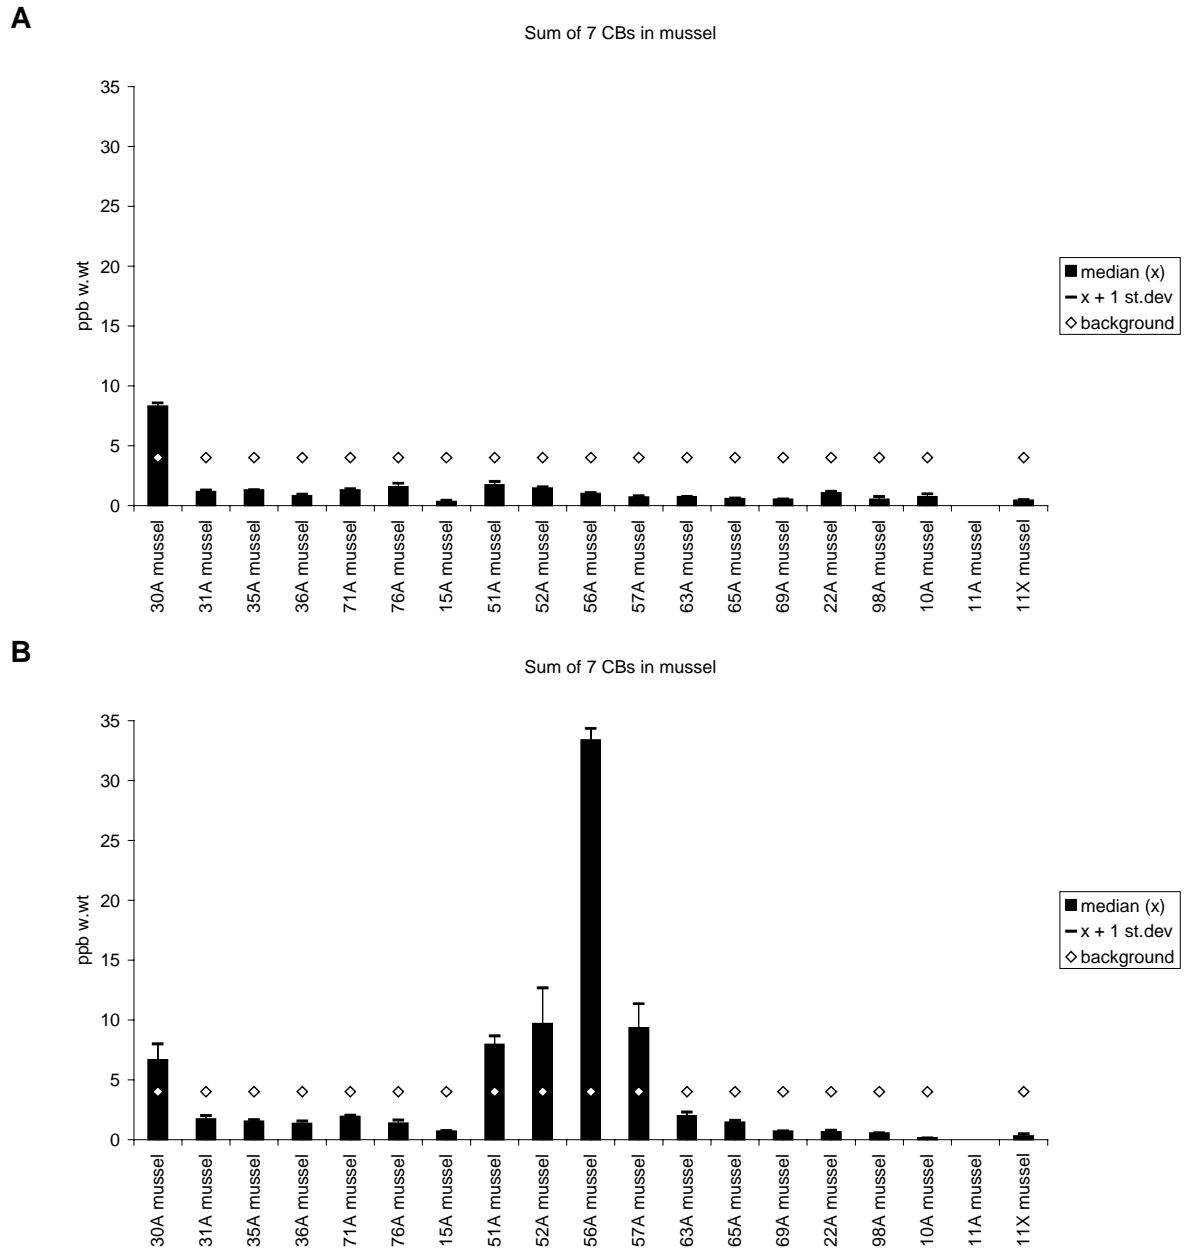 A
Sum of 7 CBs in mussel
35
30
25
20
15
10
5
0
ppb w.wt
median (x)
x + 1 st.dev
background
30A mussel
31A mussel
35A mussel
36A mussel
71A mussel
76A mussel
15A mussel
51A mussel
52A mussel
56A mussel
57A mussel
63A mussel
65A mussel
69A mussel
22A mussel
98A mussel
10A mussel
11A mussel
11X mussel
B
Sum of 7 CBs in mussel
35
30
25
20
15
10
5
0
ppb w.wt
median (x)
x + 1 st.dev
background
30A mussel
31A mussel
35A mussel
36A mussel
71A mussel
76A mussel
15A mussel
51A mussel
52A mussel
56A mussel
57A mussel
63A mussel
65A mussel
69A mussel
22A mussel
98A mussel
10A mussel
11A mussel
11X mussel